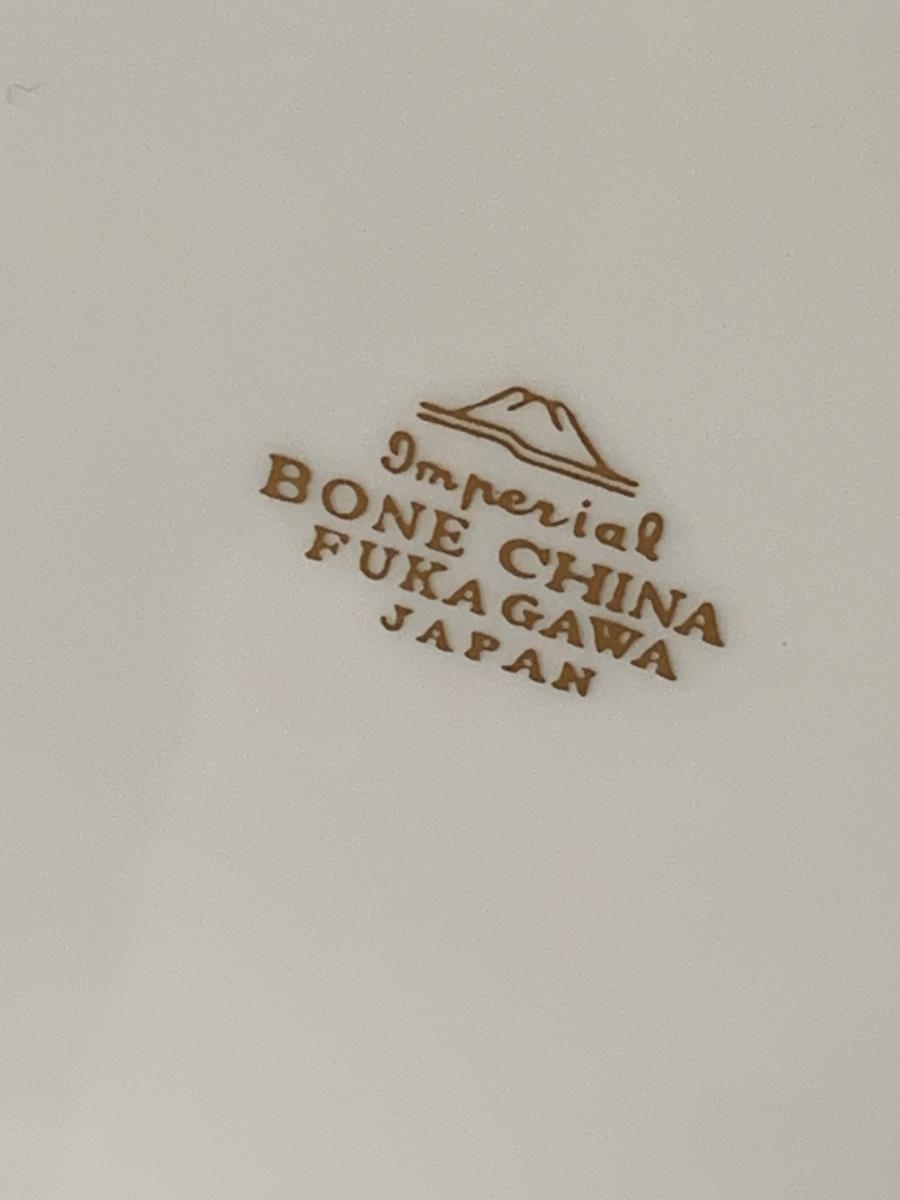 Imperial
BONE CHINA
FUKAGAWA
JAPAN